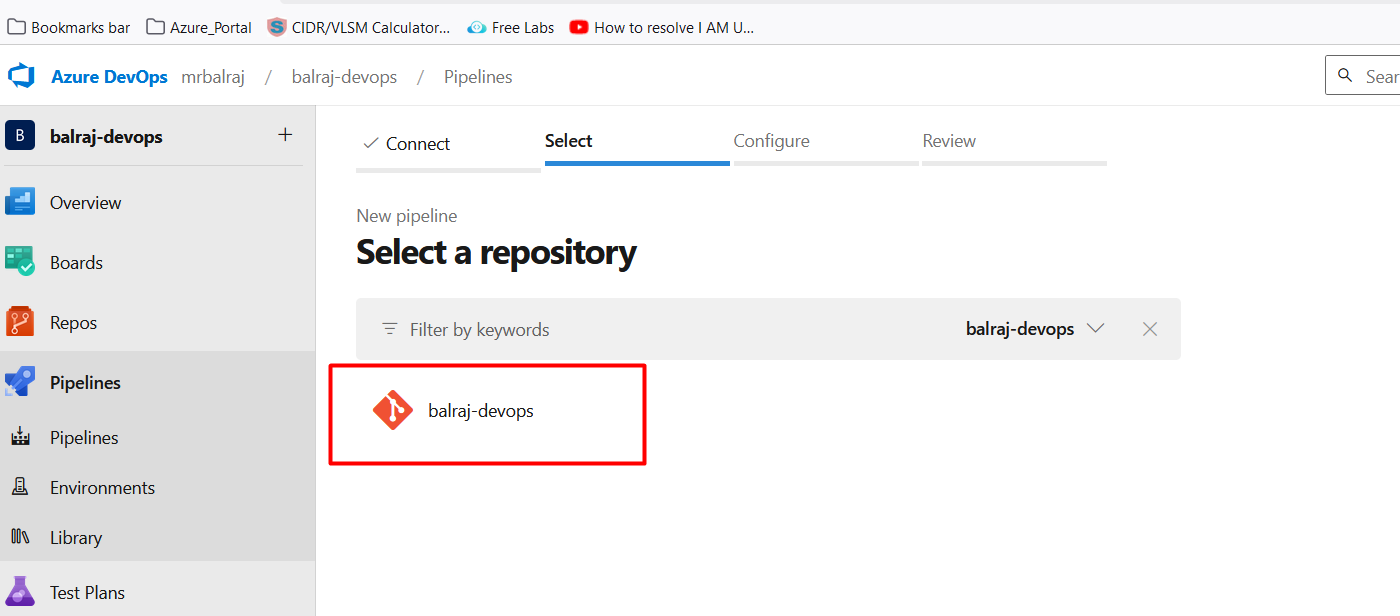 Bookmarks bar Azure_Portal S CIDR/VLSM Calculator... Free Labs How to resolve I AM U...
Azure DevOps mrbalraj / balraj-devops / Pipelines Sear
B balraj-devops +
Overview
Boards
Repos
Pipelines
Pipelines
Environments
Library
Test Plans
Connect Select Configure Review
New pipeline
Select a repository
Filter by keywords balraj-devops
balraj-devops